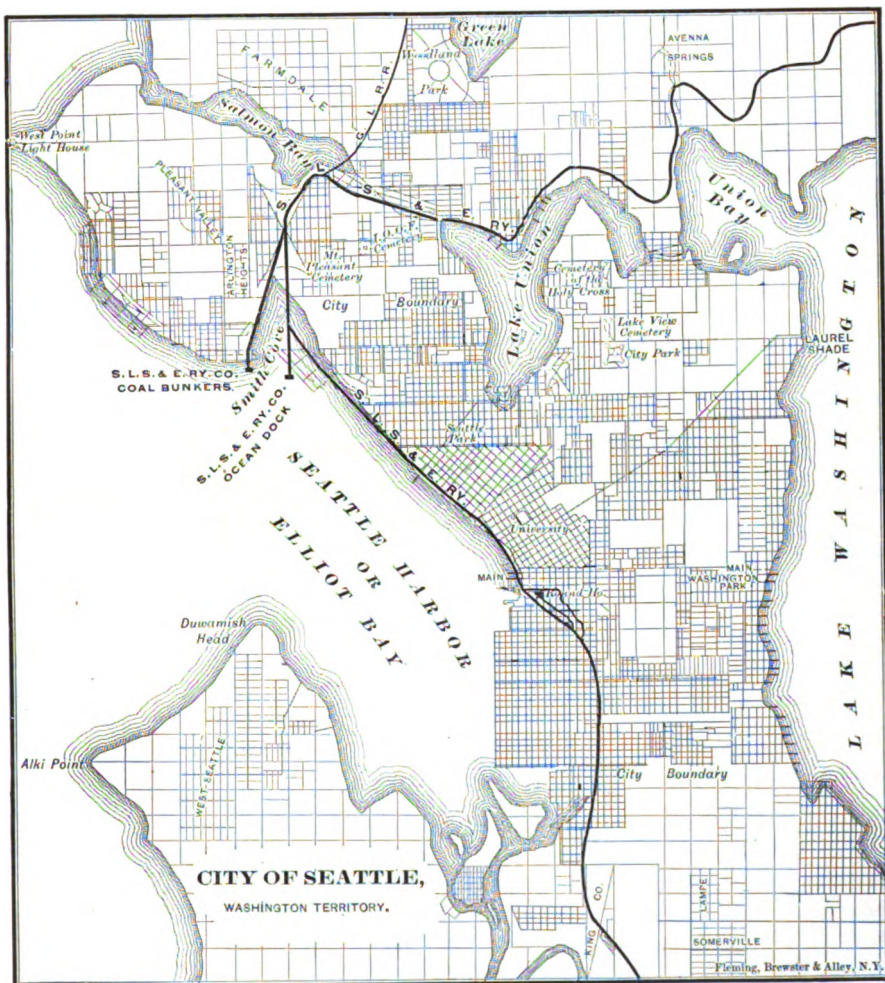 Green
Lake
Woodland
Park
AVENNA
SPRINGS
FARMDALE
Salmon Bay
G. L. R. R.
West Point
Light House
PLEASANT VALLEY
ARLINGTON
HEIGHTS
S. L. S. & E. RY.
I.O.O.F.
Cemetery
Mt.
Pleasant
Cemetery
Union
Bay
Lake Union
Cemetery
of the
Holy Cross
City Boundary
Lake View
Cemetery
City Park
LAUREL
SHADE
LAKE WASHINGTON
S.L.S.& E.RY CO.
COAL BUNKERS.
Smith Cove
S.L.S.& E.RY CO.
OCEAN DOCK
S. L. S. & E. RY.
Seattle
Park
SEATTLE HARBOR
OR
ELLIOT BAY
University
MAIN
MAIN
WASHINGTON
PARK
Round Ho.
Duwamish
Head
Alki Point
WEST SEATTLE
City Boundary
CITY OF SEATTLE,
WASHINGTON TERRITORY.
KING CO.
LAMPE
SOMERVILLE
Fleming, Brewster & Alley, N.Y.